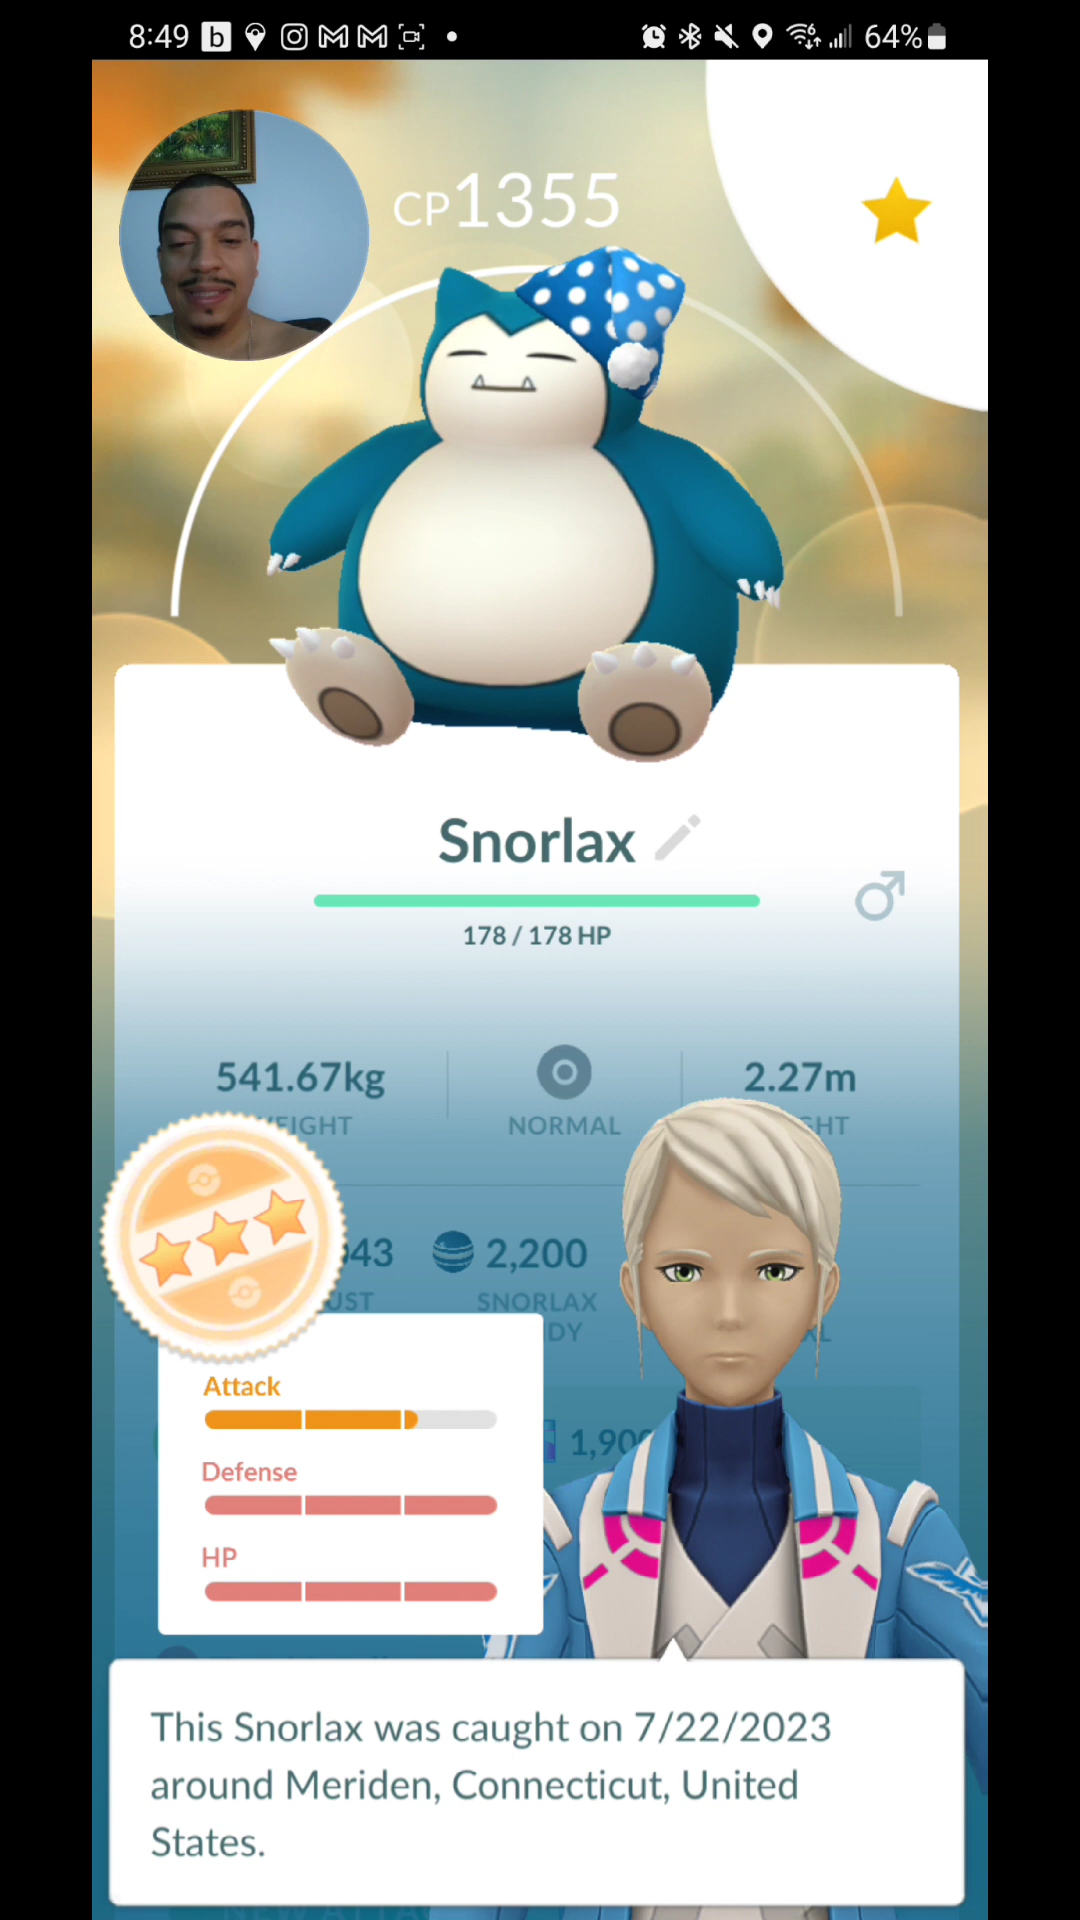 8:49
64%
CP1355
Snorlax
178 / 178 HP
541.67kg
NORMAL
2.27m
2,200
SNORLAX
Attack
Defense
HP
This Snorlax was caught on 7/22/2023
around Meriden, Connecticut, United
States.